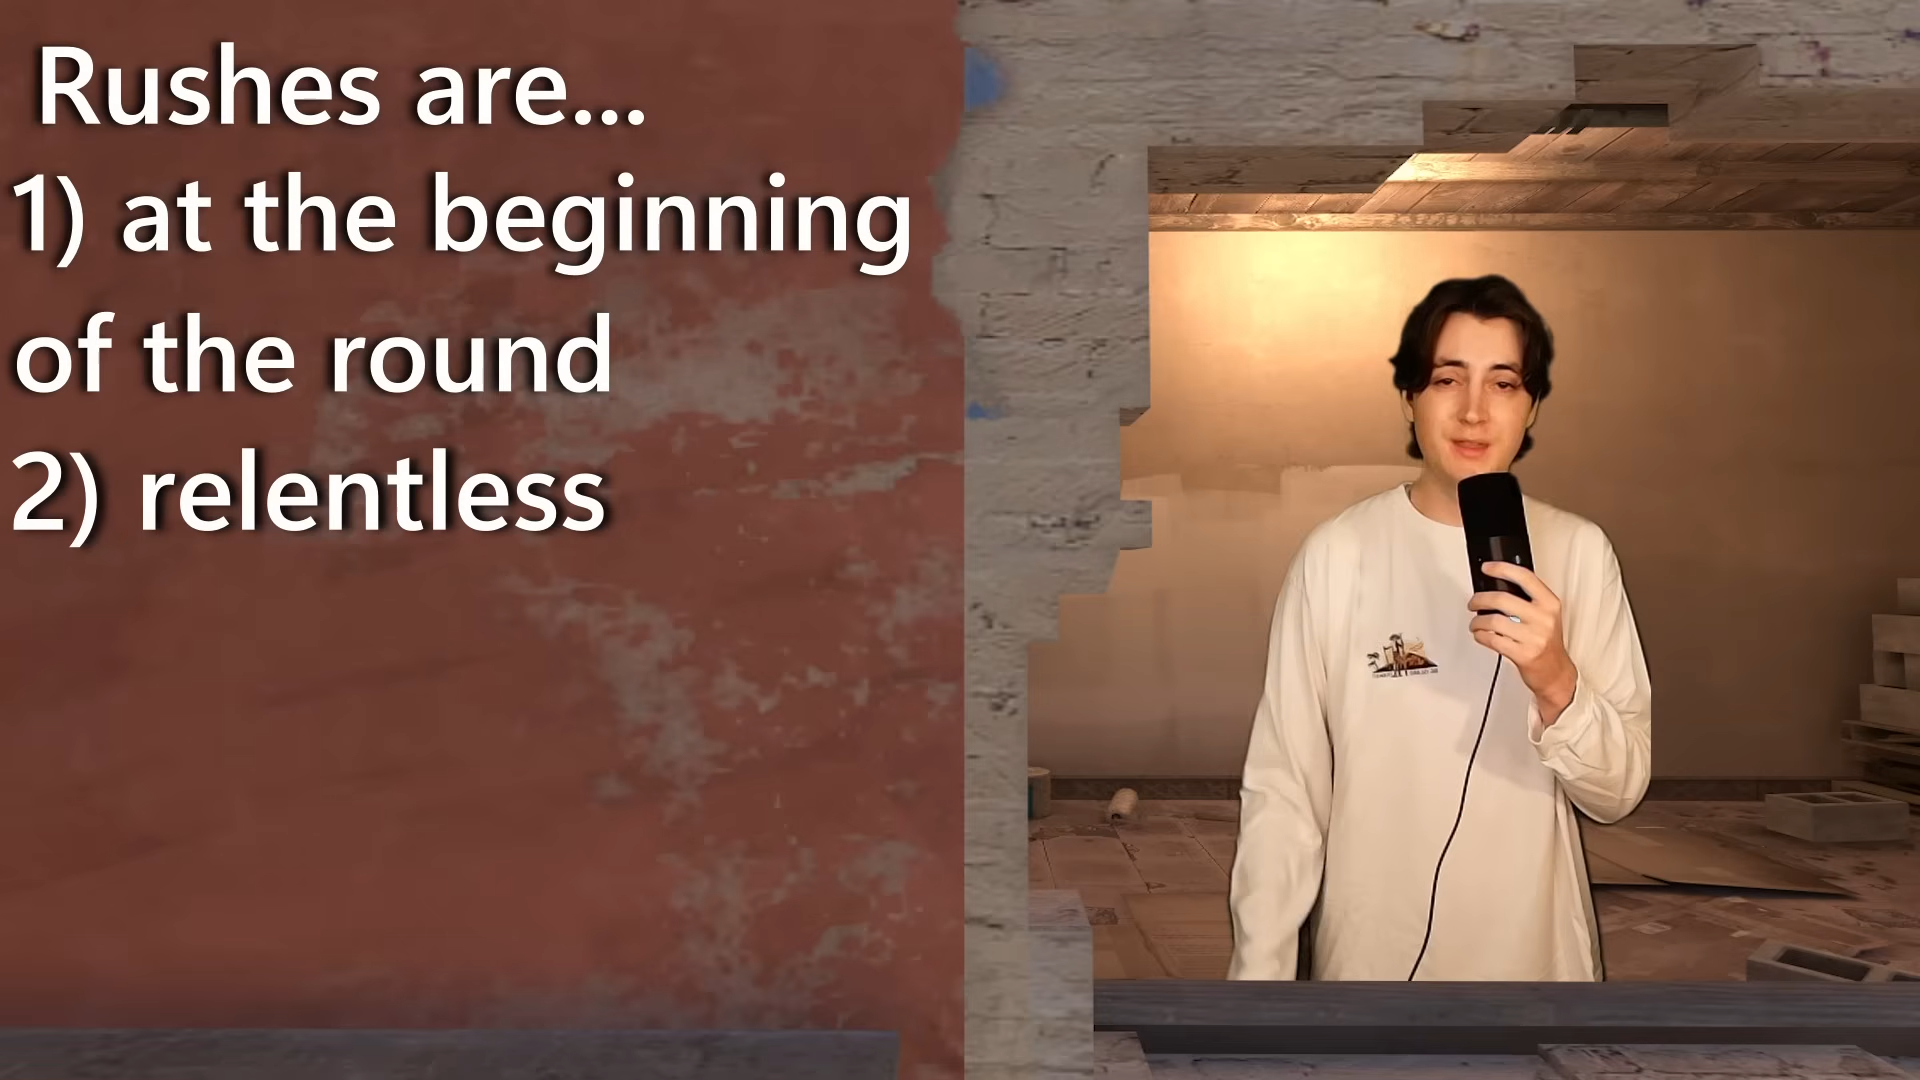 Rushes are...
1) at the beginning
of the round
2) relentless